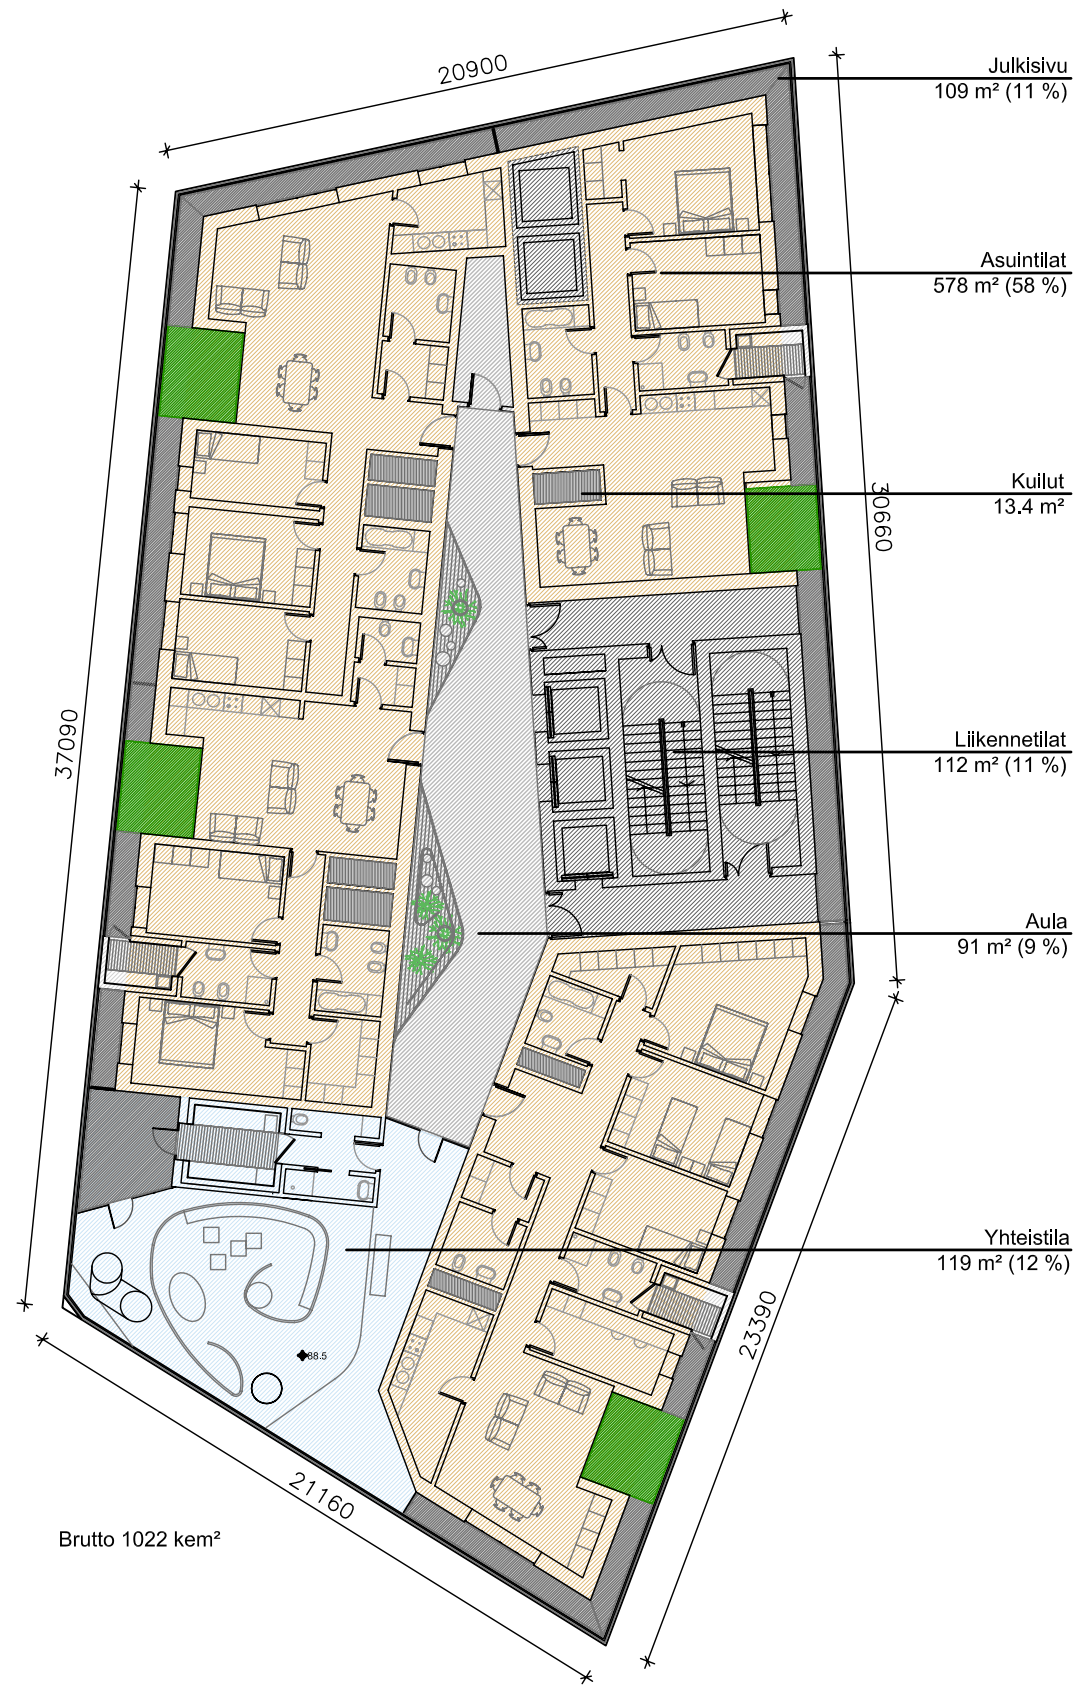 20900
Julkisivu
109 m² (11 %)
Asuintilat
578 m² (58 %)
Kuilut
13.4 m²
30660
37090
Liikennetilat
112 m² (11 %)
Aula
91 m² (9 %)
Yhteistila
119 m² (12 %)
23390
88.5
21160
Brutto 1022 kem²